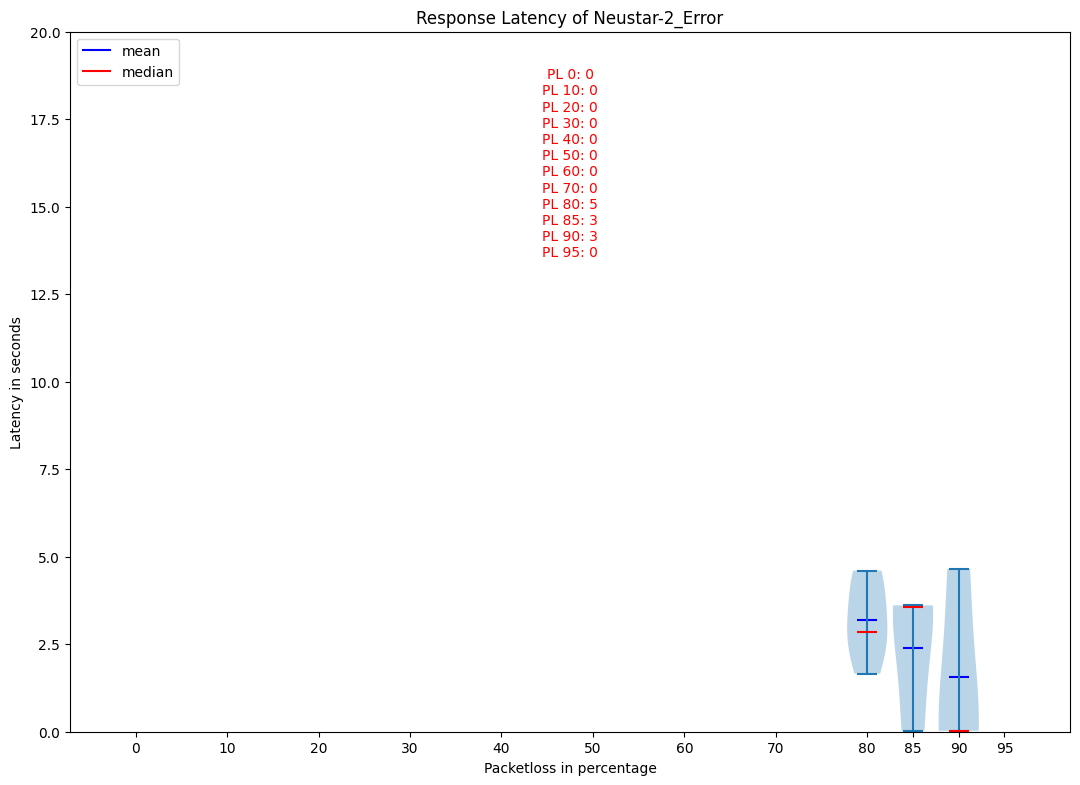 Response Latency of Neustar-2_Error
mean
median
PL 0: 0
PL 10: 0
PL 20: 0
PL 30: 0
PL 40: 0
PL 50: 0
PL 60: 0
PL 70: 0
PL 80: 5
PL 85: 3
PL 90: 3
PL 95: 0
Latency in seconds
20.0
17.5
15.0
12.5
10.0
7.5
5.0
2.5
0.0
0 10 20 30 40 50 60 70 80 85 90 95
Packetloss in percentage